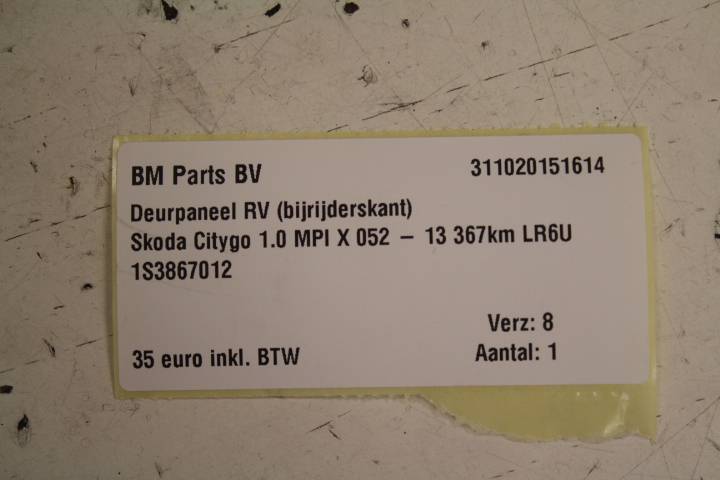 BM Parts BV 311020151614
Deurpaneel RV (bijrijderskant)
Skoda Citygo 1.0 MPI X 052 – 13 367km LR6U
1S3867012
Verz: 8
35 euro inkl. BTW Aantal: 1